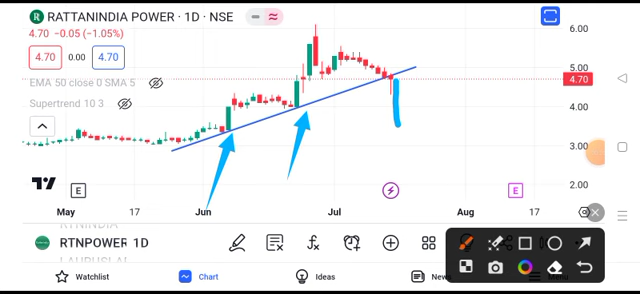 R RATTANINDIA POWER · 1D · NSE
4.70 −0.05 (−1.05%)
4.70 0.00 4.70
EMA 50 close 0 SMA 5
Supertrend 10 3
6.00
5.00
4.70
4.00
3.00
2.00
E E
May 17 Jun Jul Aug 17
RTNPOWER 1D
Watchlist Chart Ideas News